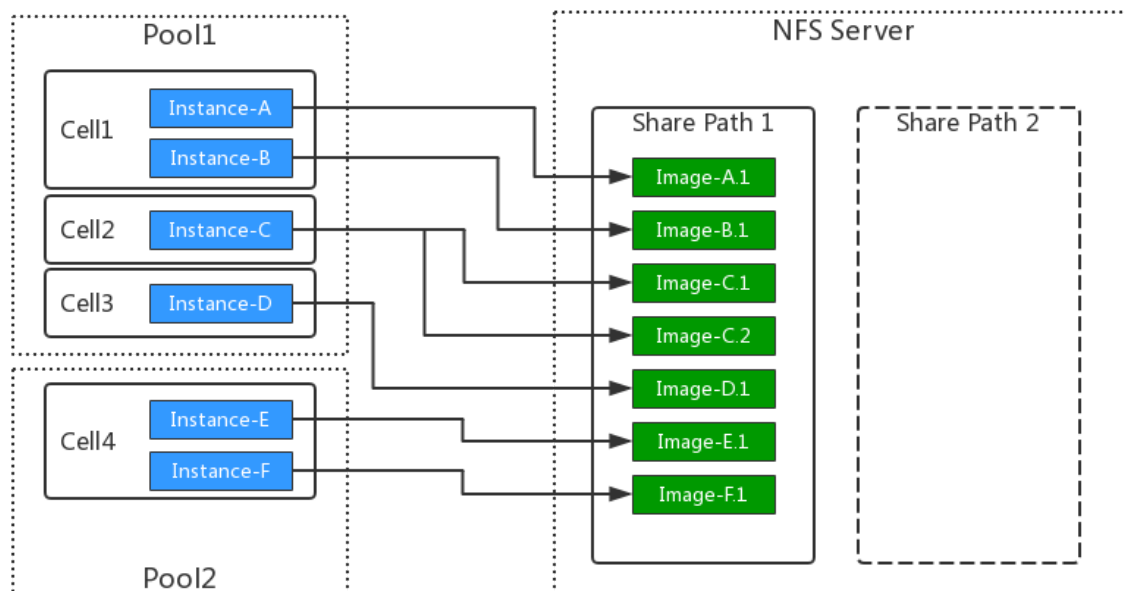 Pool1
Cell1
Instance-A
Instance-B
Cell2
Instance-C
Cell3
Instance-D
Cell4
Instance-E
Instance-F
Pool2
NFS Server
Share Path 1
Image-A.1
Image-B.1
Image-C.1
Image-C.2
Image-D.1
Image-E.1
Image-F.1
Share Path 2